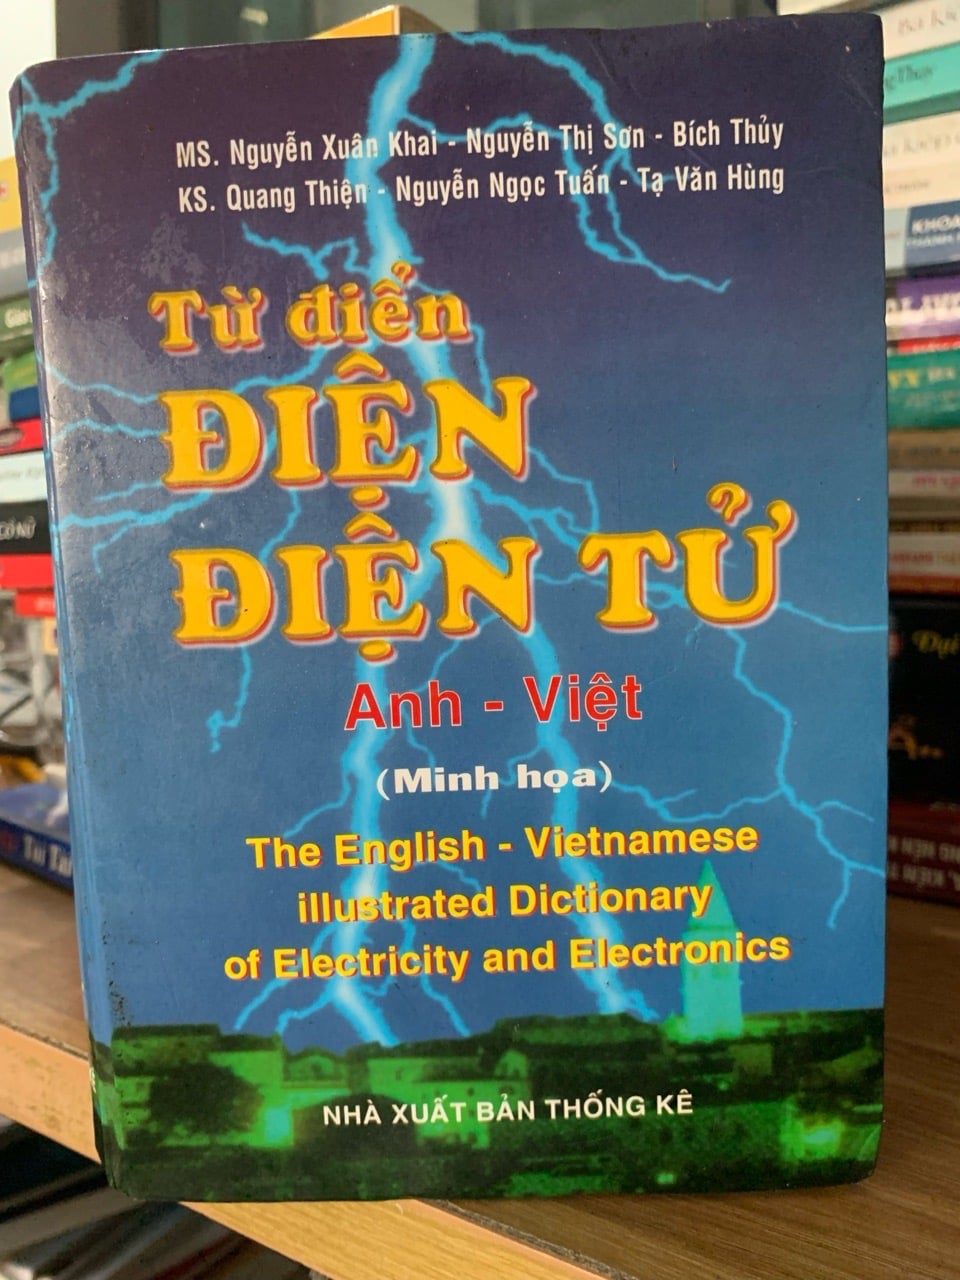 MS. Nguyễn Xuân Khai - Nguyễn Thị Sơn - Bích Thủy
KS. Quang Thiện - Nguyễn Ngọc Tuấn - Tạ Văn Hùng
Từ điển
ĐIỆN
ĐIỆN TỬ
Anh - Việt
(Minh họa)
The English - Vietnamese
illustrated Dictionary
of Electricity and Electronics
NHÀ XUẤT BẢN THỐNG KÊ